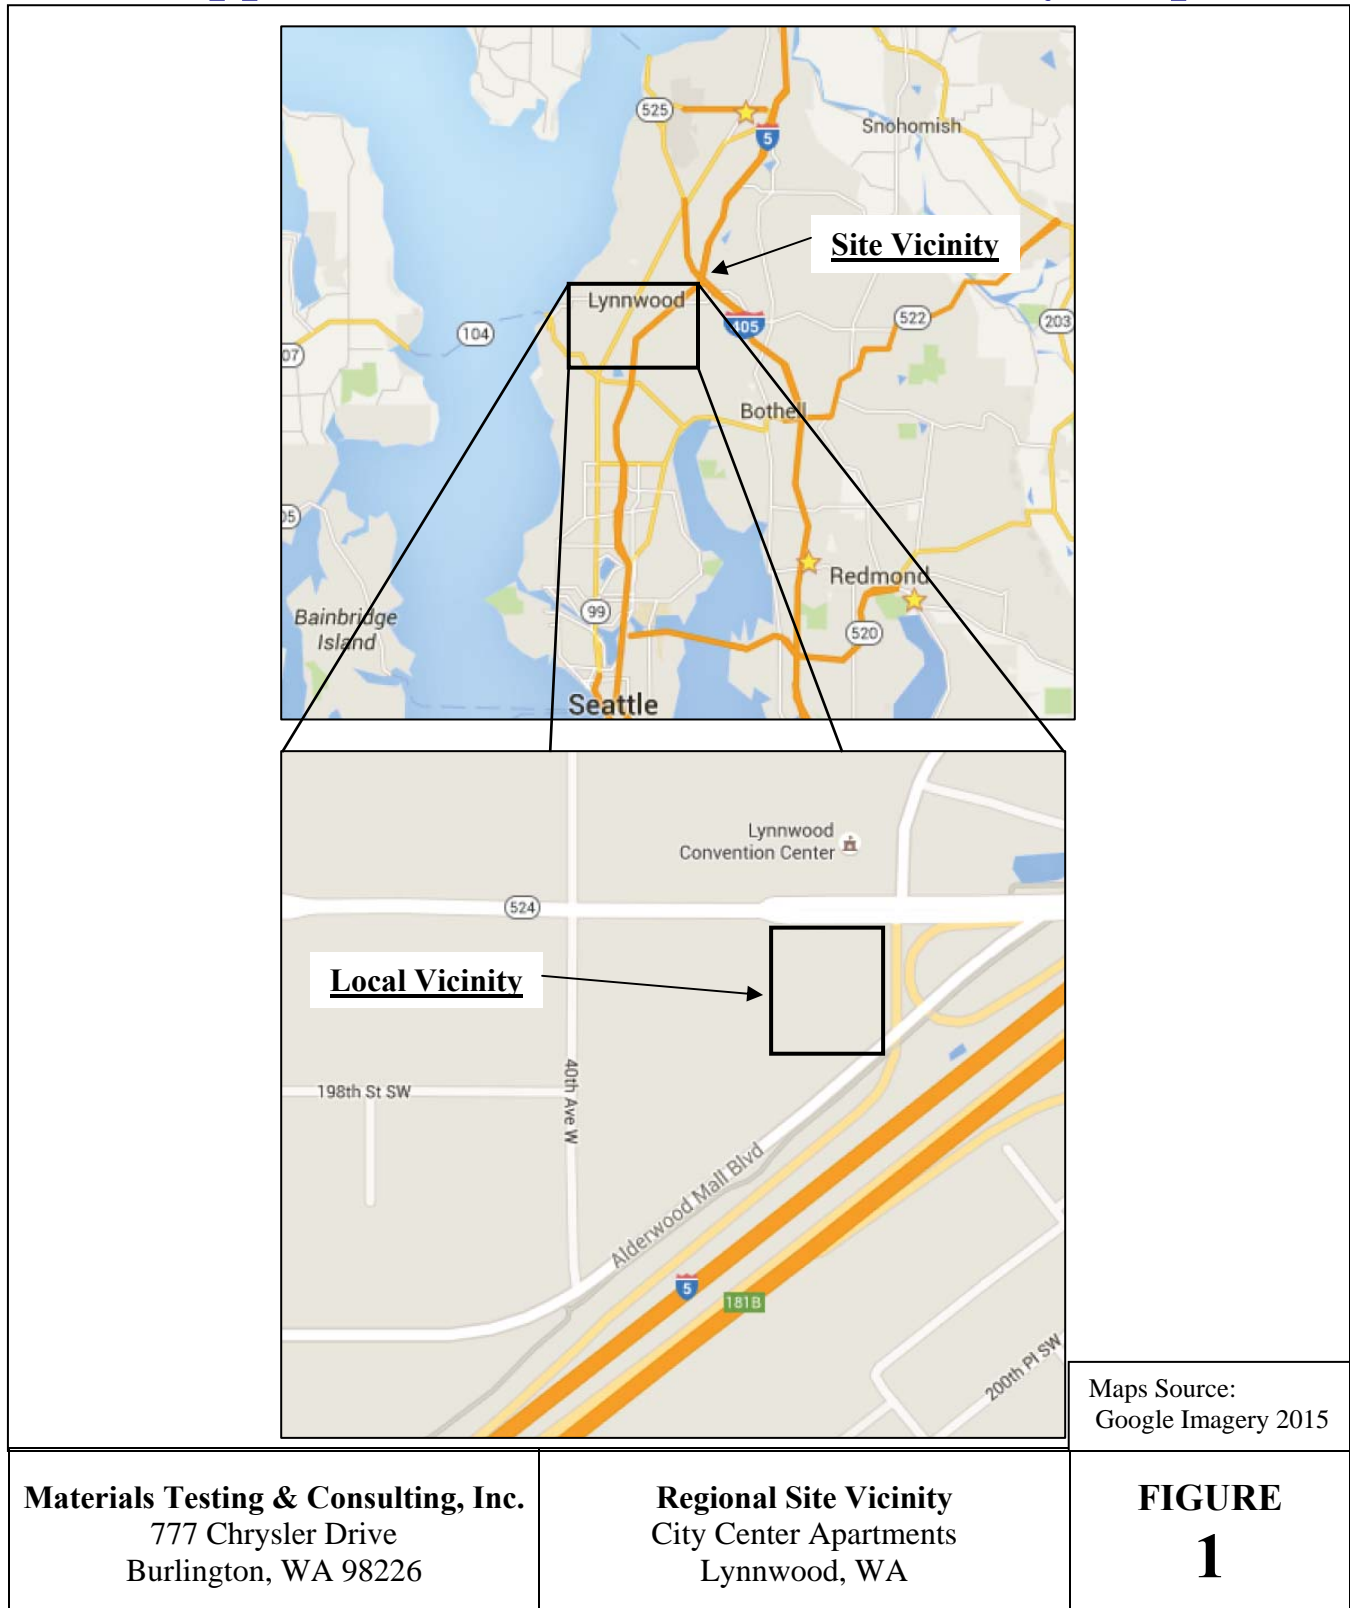 525
5
Snohomish
Site Vicinity
Lynnwood
104
405
522
203
07
Bothell
05
Redmond
Bainbridge
Island
99
520
Seattle
Lynnwood
Convention Center
524
Local Vicinity
198th St SW
40th Ave W
Alderwood Mall Blvd
5
181B
200th Pl SW
Maps Source:
Google Imagery 2015
Materials Testing & Consulting, Inc.
777 Chrysler Drive
Burlington, WA 98226
Regional Site Vicinity
City Center Apartments
Lynnwood, WA
FIGURE
1